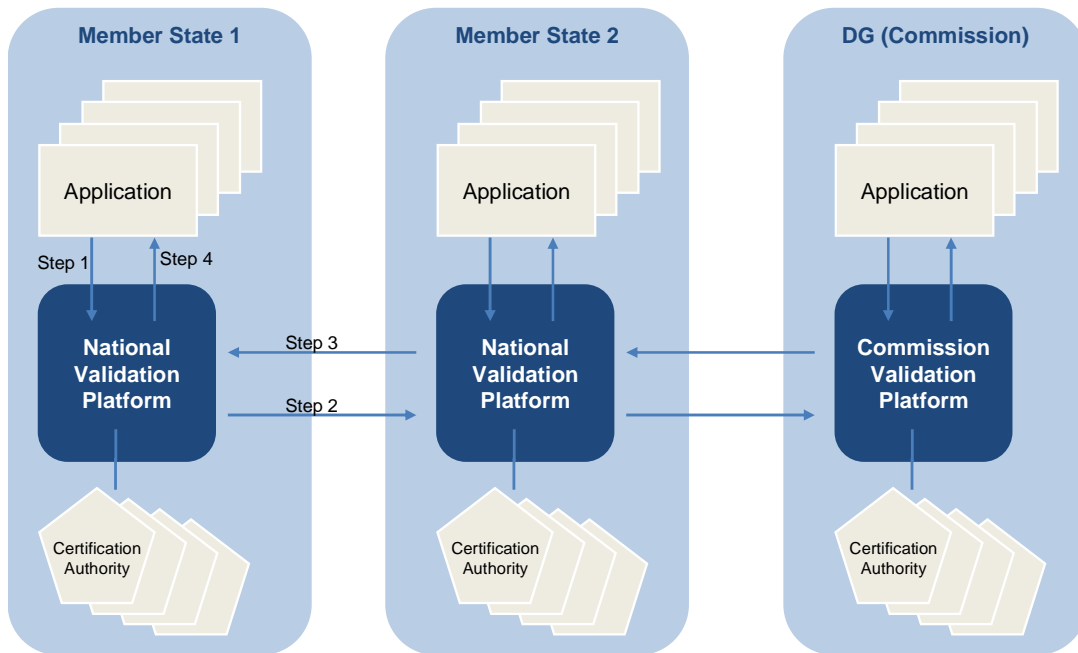 Member State 1
Member State 2
DG (Commission)
Application
Application
Application
Step 1
Step 4
National
Validation
Platform
Step 3
Step 2
National
Validation
Platform
Commission
Validation
Platform
Certification
Authority
Certification
Authority
Certification
Authority